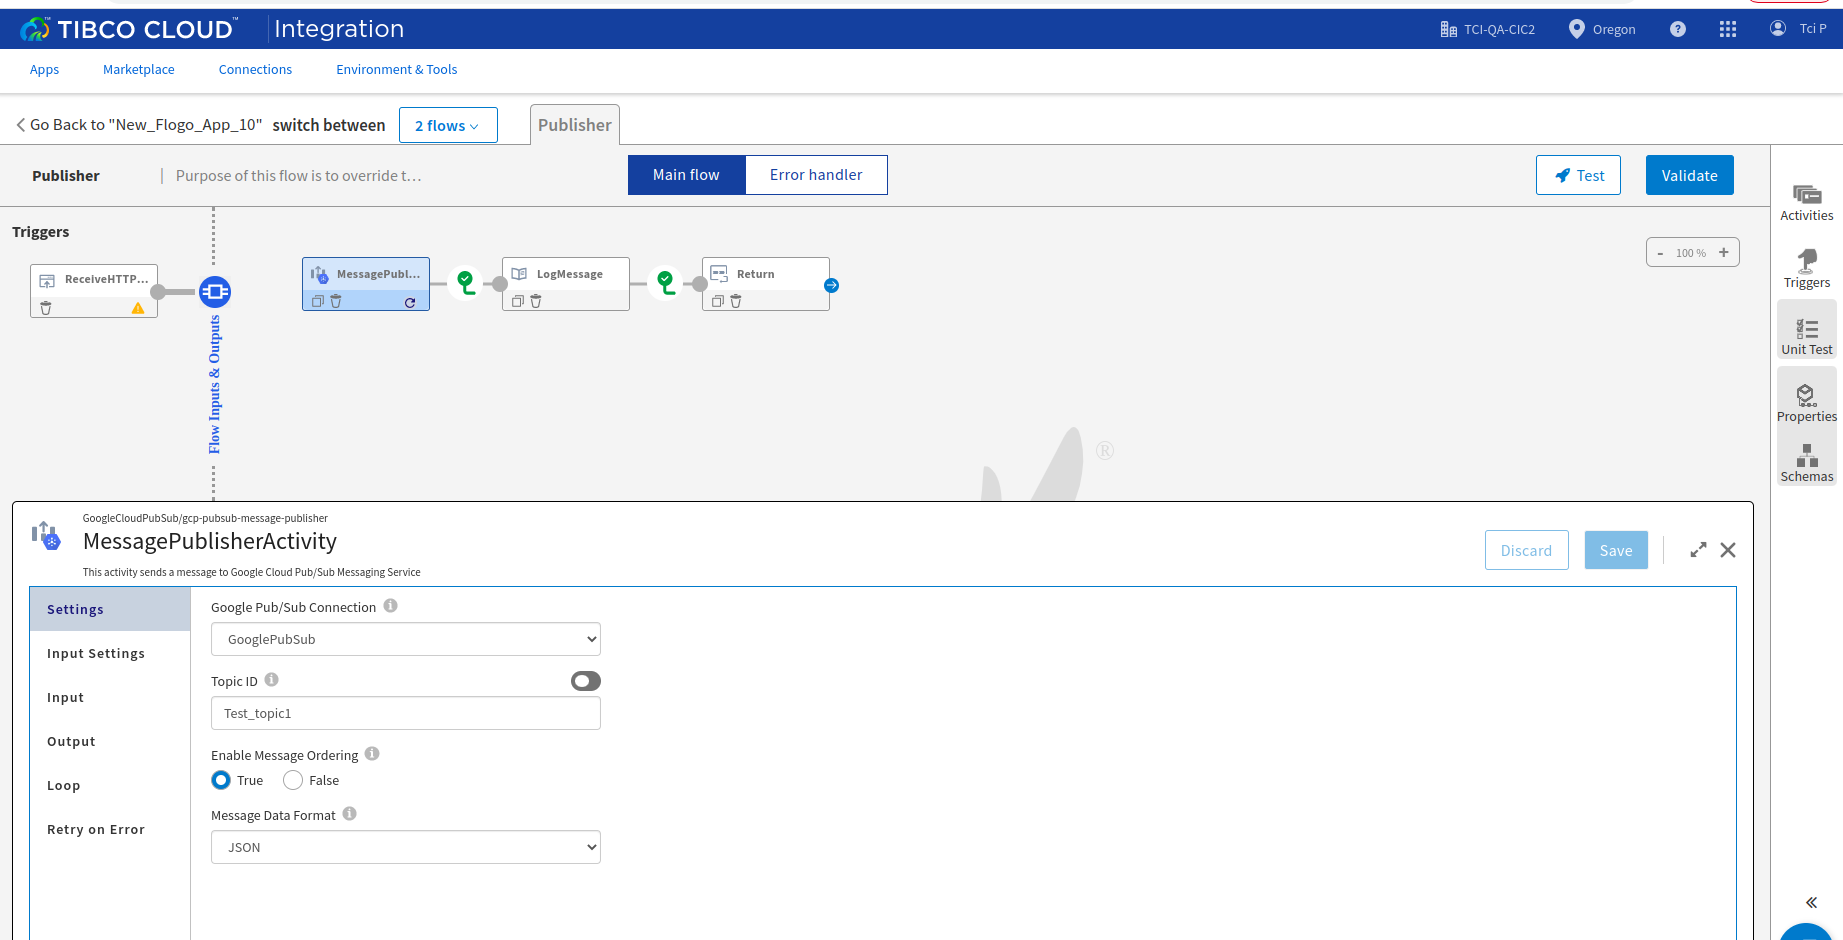 TIBCO CLOUD™ Integration
TCI-QA-CIC2 Oregon ? Tci P
Apps Marketplace Connections Environment & Tools
Go Back to "New_Flogo_App_10" switch between 2 flows Publisher
Publisher Purpose of this flow is to override t… Main flow Error handler Test Validate
Triggers
- 100 % +
ReceiveHTTP...
Flow Inputs & Outputs
MessagePubl...
LogMessage
Return
®
Activities
Triggers
Unit Test
Properties
Schemas
GoogleCloudPubSub/gcp-pubsub-message-publisher
MessagePublisherActivity
This activity sends a message to Google Cloud Pub/Sub Messaging Service
Discard Save
Settings
Input Settings
Input
Output
Loop
Retry on Error
Google Pub/Sub Connection
GooglePubSub
Topic ID
Test_topic1
Enable Message Ordering
True False
Message Data Format
JSON